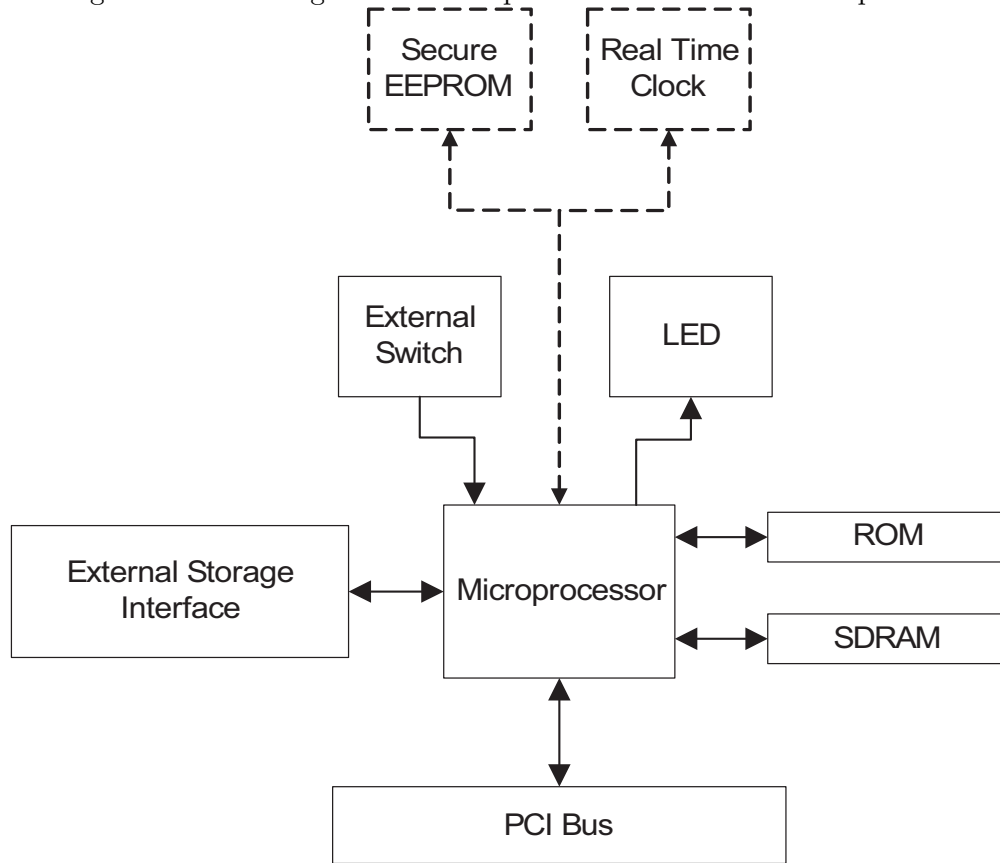 Secure
EEPROM
Real Time
Clock
External
Switch
LED
External Storage
Interface
Microprocessor
ROM
SDRAM
PCI Bus